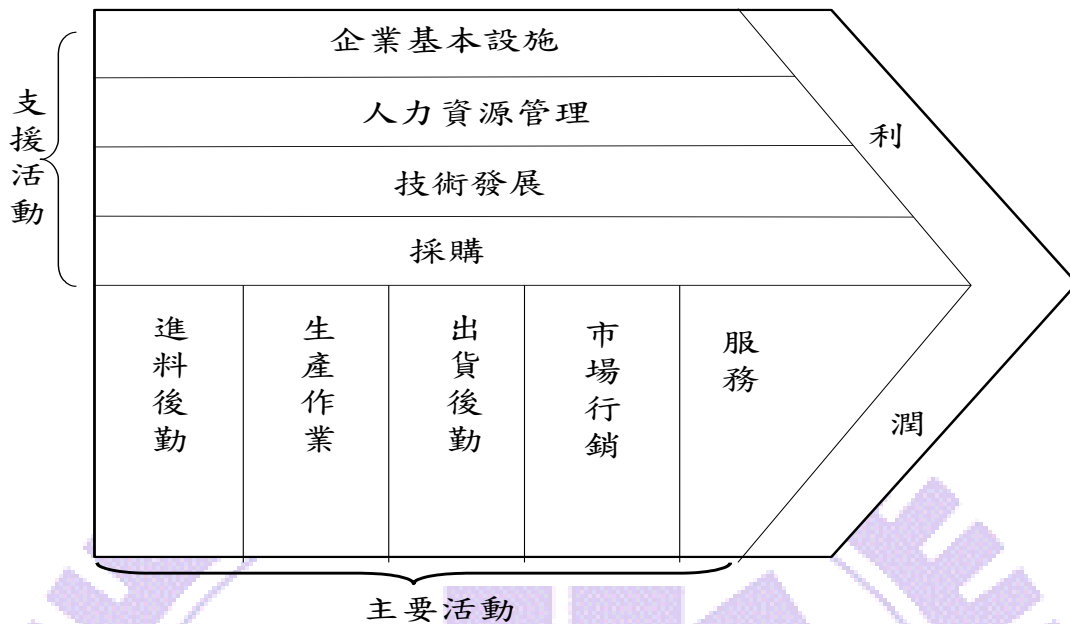 企業基本設施
人力資源管理
技術發展
採購
支援活動
進料後勤
生產作業
出貨後勤
市場行銷
服務
利潤
主要活動